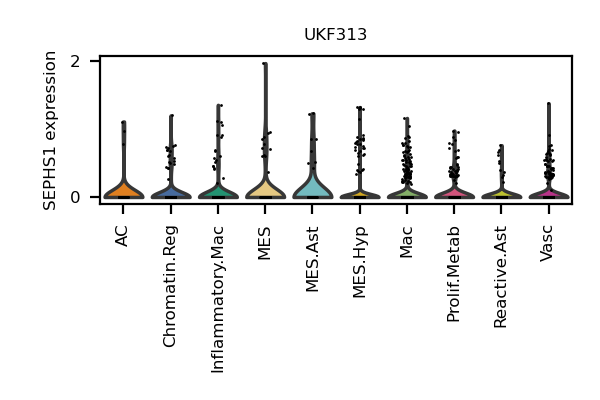 UKF313
SEPHS1 expression
2
0
AC
Chromatin.Reg
Inflammatory.Mac
MES
MES.Ast
MES.Hyp
Mac
Prolif.Metab
Reactive.Ast
Vasc